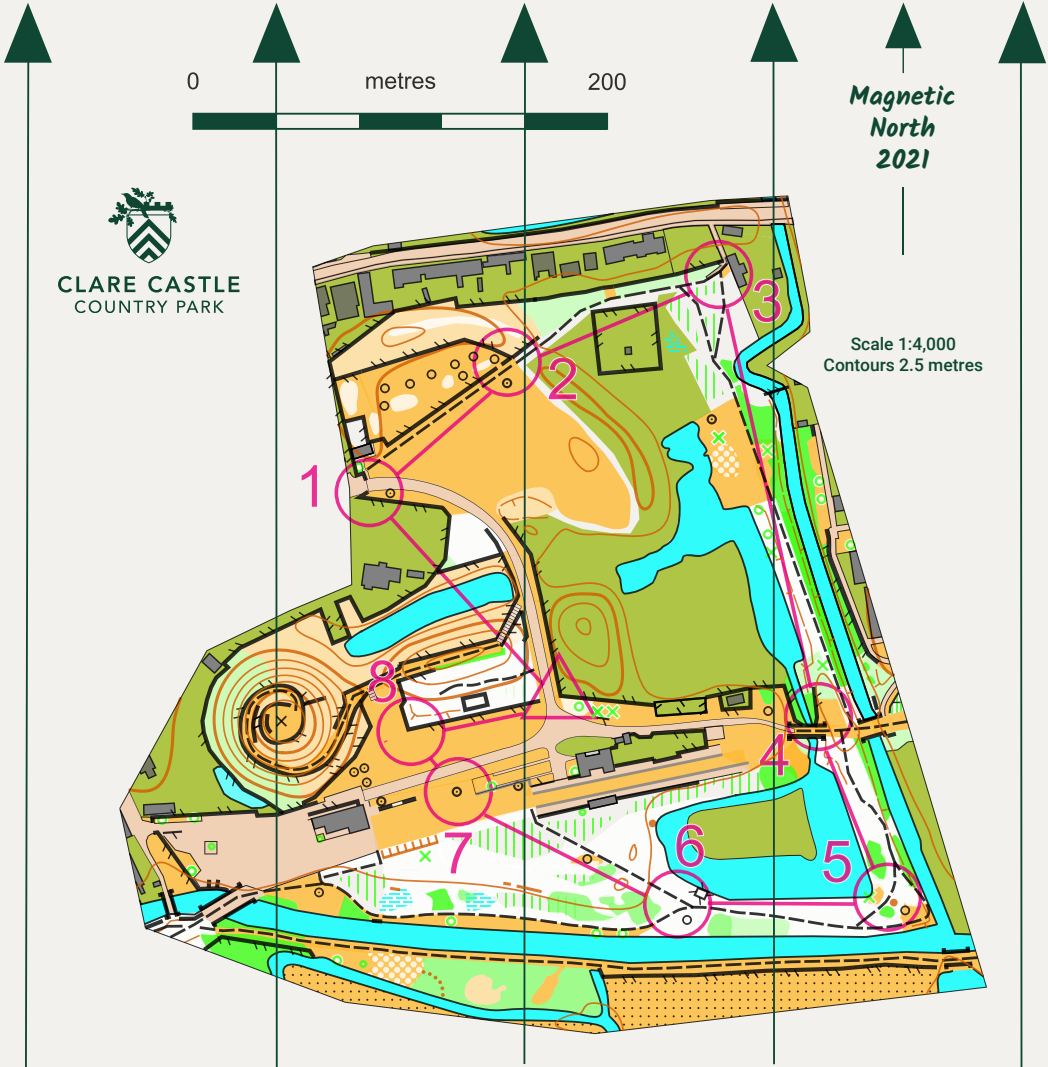 0 metres 200
Magnetic
North
2021
CLARE CASTLE
COUNTRY PARK
Scale 1:4,000
Contours 2.5 metres
3
2
1
8
4
7
6
5